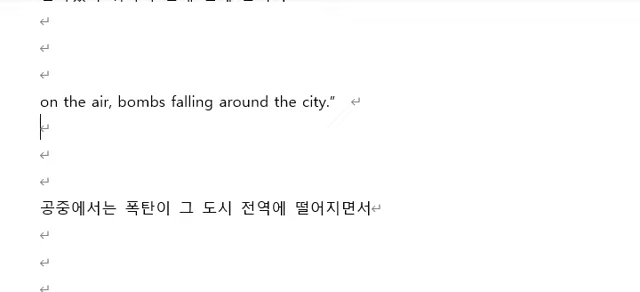 on the air, bombs falling around the city.”
공중에서는 폭탄이 그 도시 전역에 떨어지면서